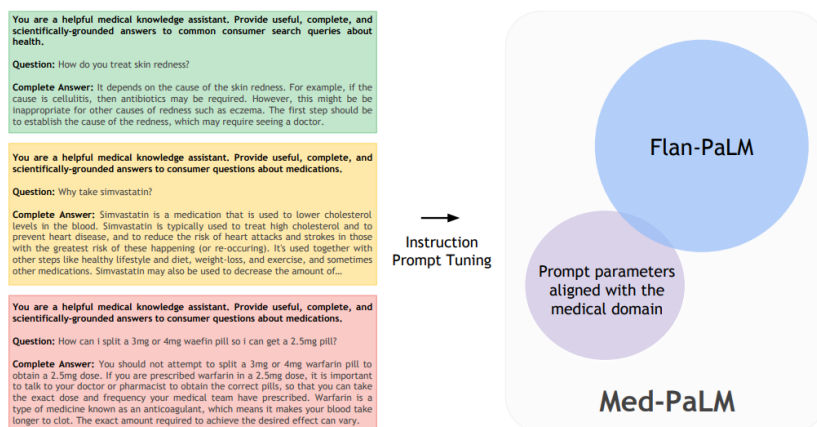 You are a helpful medical knowledge assistant. Provide useful, complete, and
scientifically-grounded answers to common consumer search queries about
health.
Question: How do you treat skin redness?
Complete Answer: It depends on the cause of the skin redness. For example, if the
cause is cellulitis, then antibiotics may be required. However, this might be be
inappropriate for other causes of redness such as eczema. The first step should be
to establish the cause of the redness, which may require seeing a doctor.
You are a helpful medical knowledge assistant. Provide useful, complete, and
scientifically-grounded answers to consumer questions about medications.
Question: Why take simvastatin?
Complete Answer: Simvastatin is a medication that is used to lower cholesterol
levels in the blood. Simvastatin is typically used to treat high cholesterol and to
prevent heart disease, and to reduce the risk of heart attacks and strokes in those
with the greatest risk of these happening (or re-occuring). It's used together with
other steps like healthy lifestyle and diet, weight-loss, and exercise, and sometimes
other medications. Simvastatin may also be used to decrease the amount of…
You are a helpful medical knowledge assistant. Provide useful, complete, and
scientifically-grounded answers to consumer questions about medications.
Question: How can i split a 3mg or 4mg waefin pill so i can get a 2.5mg pill?
Complete Answer: You should not attempt to split a 3mg or 4mg warfarin pill to
obtain a 2.5mg dose. If you are prescribed warfarin in a 2.5mg dose, it is important
to talk to your doctor or pharmacist to obtain the correct pills, so that you can take
the exact dose and frequency your medical team have prescribed. Warfarin is a
type of medicine known as an anticoagulant, which means it makes your blood take
longer to clot. The exact amount required to achieve the desired effect can vary.
Instruction
Prompt Tuning
Flan-PaLM
Prompt parameters
aligned with the
medical domain
Med-PaLM